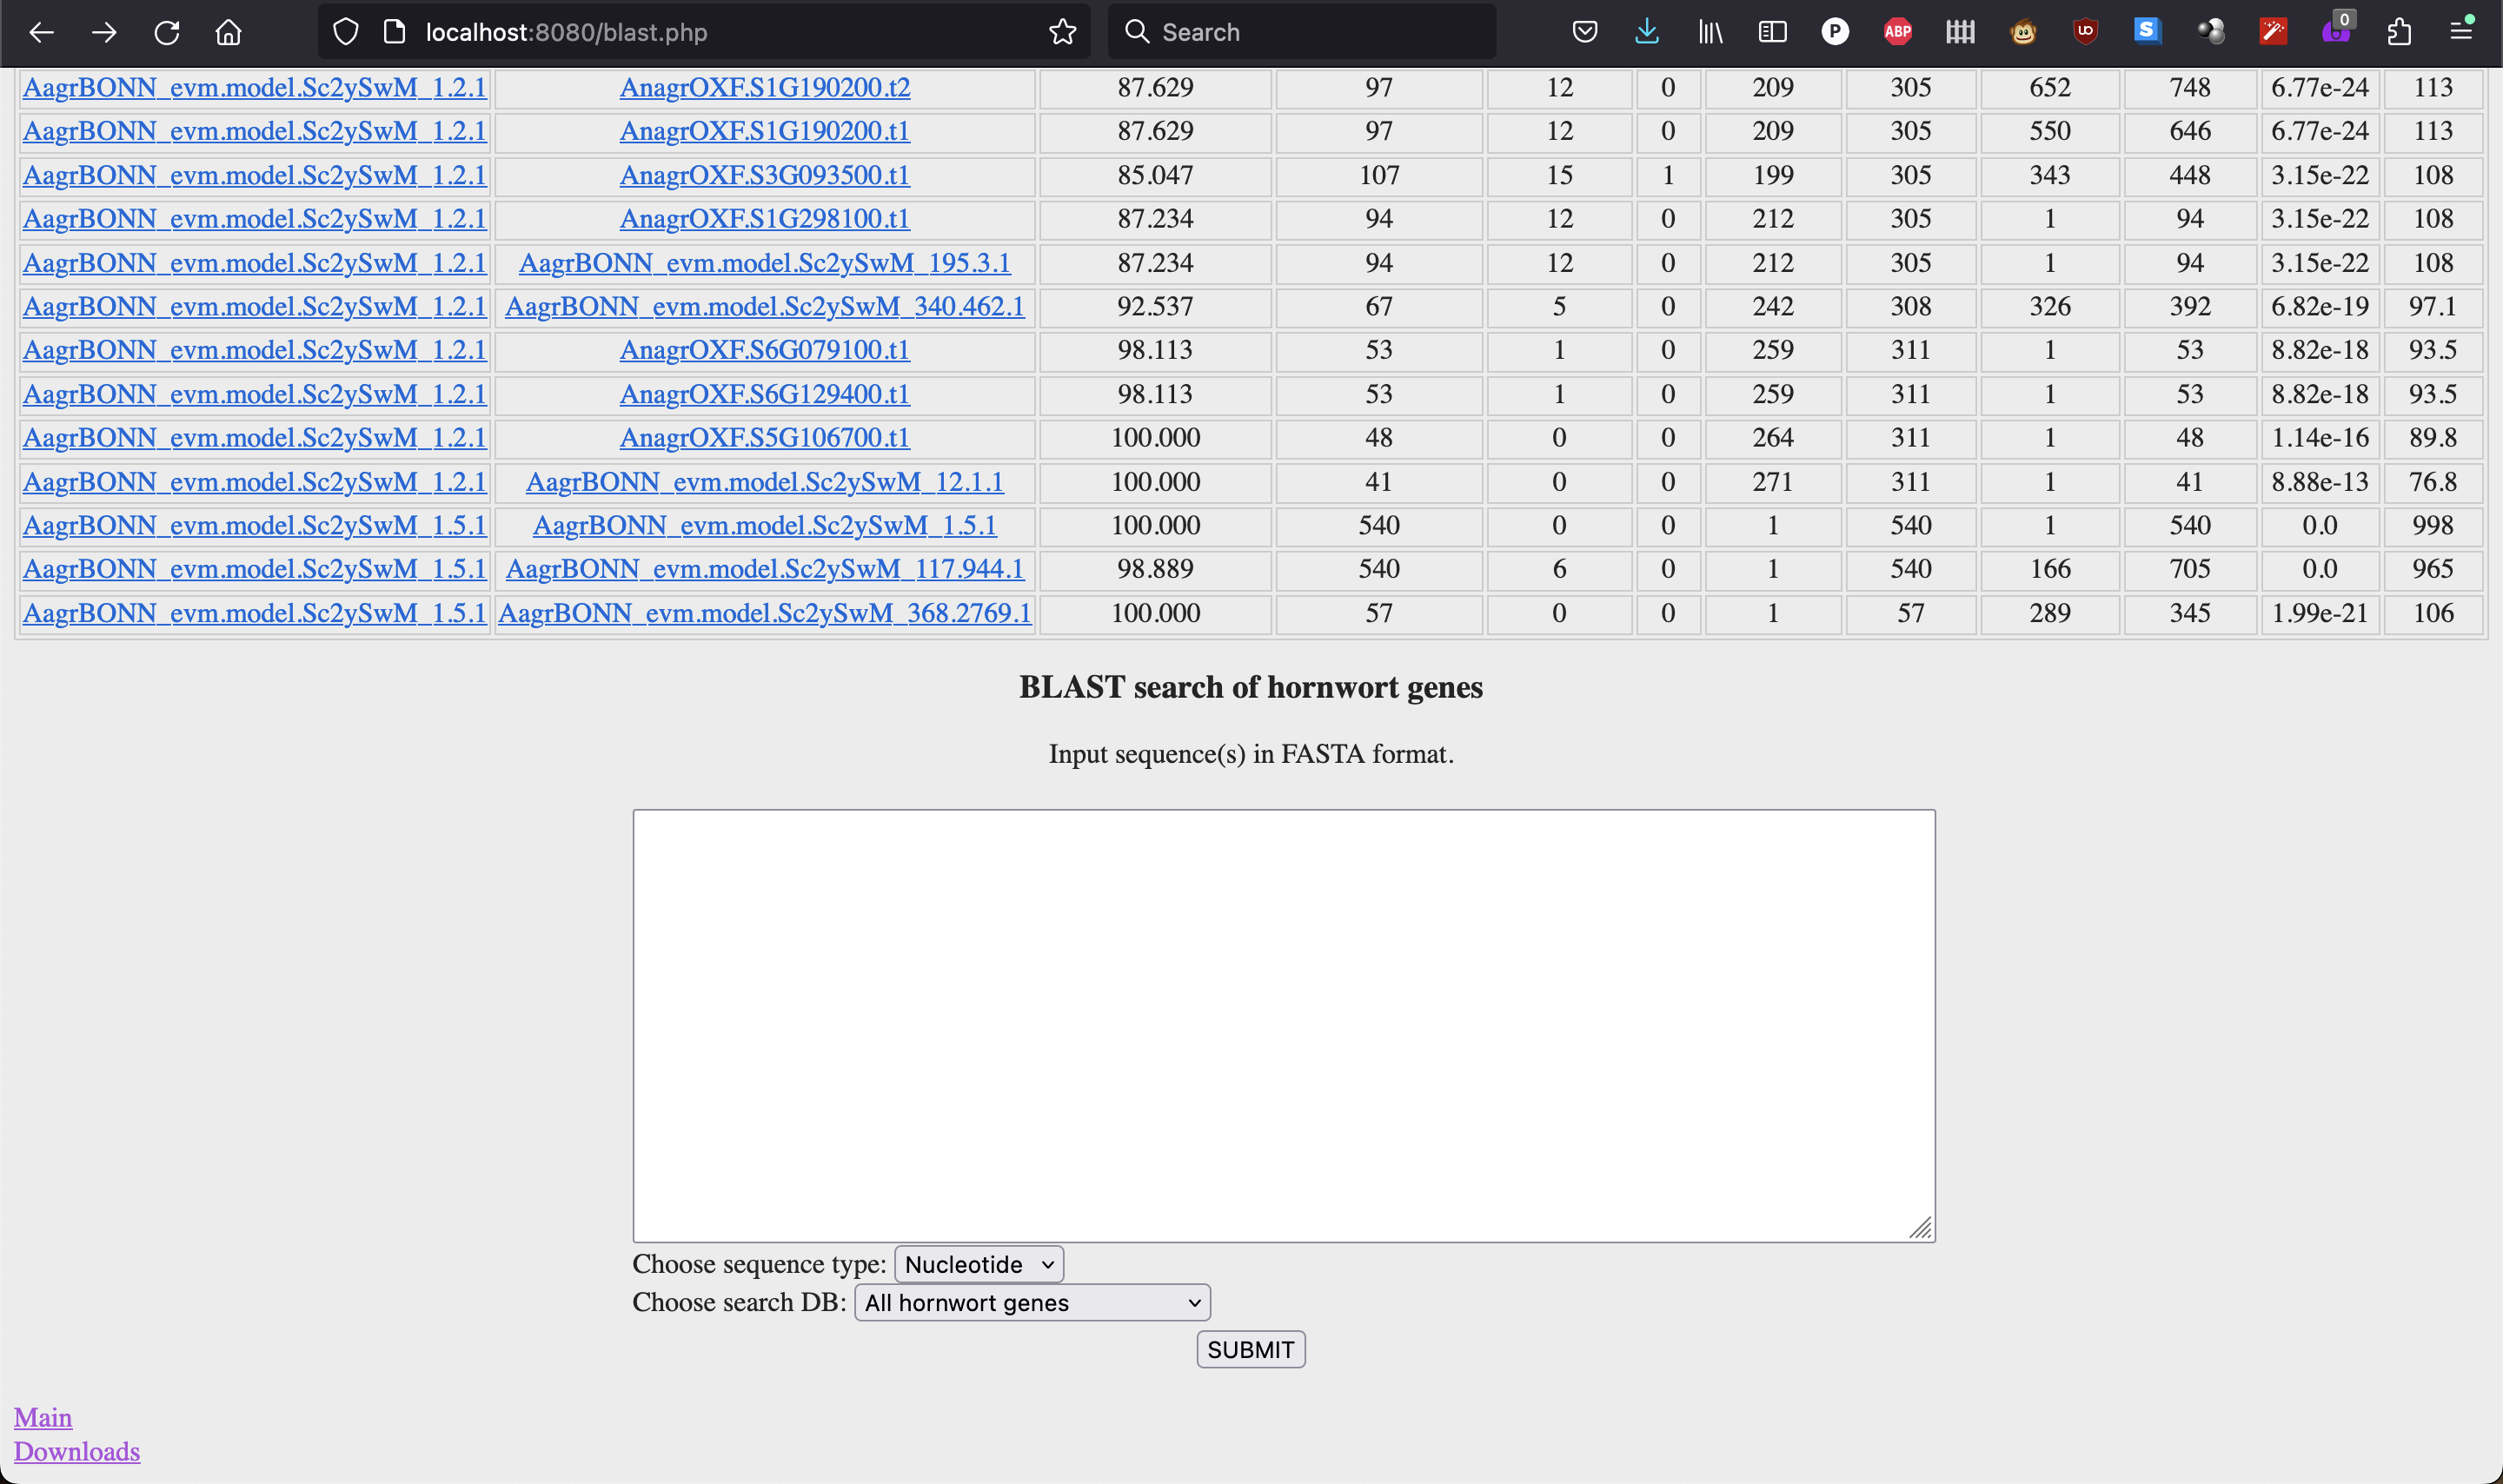 localhost:8080/blast.php Search P ABP UD S 0
AagrBONN_evm.model.Sc2ySwM_1.2.1 AnagrOXF.S1G190200.t2 87.629 97 12 0 209 305 652 748 6.77e-24 113
AagrBONN_evm.model.Sc2ySwM_1.2.1 AnagrOXF.S1G190200.t1 87.629 97 12 0 209 305 550 646 6.77e-24 113
AagrBONN_evm.model.Sc2ySwM_1.2.1 AnagrOXF.S3G093500.t1 85.047 107 15 1 199 305 343 448 3.15e-22 108
AagrBONN_evm.model.Sc2ySwM_1.2.1 AnagrOXF.S1G298100.t1 87.234 94 12 0 212 305 1 94 3.15e-22 108
AagrBONN_evm.model.Sc2ySwM_1.2.1 AagrBONN_evm.model.Sc2ySwM_195.3.1 87.234 94 12 0 212 305 1 94 3.15e-22 108
AagrBONN_evm.model.Sc2ySwM_1.2.1 AagrBONN_evm.model.Sc2ySwM_340.462.1 92.537 67 5 0 242 308 326 392 6.82e-19 97.1
AagrBONN_evm.model.Sc2ySwM_1.2.1 AnagrOXF.S6G079100.t1 98.113 53 1 0 259 311 1 53 8.82e-18 93.5
AagrBONN_evm.model.Sc2ySwM_1.2.1 AnagrOXF.S6G129400.t1 98.113 53 1 0 259 311 1 53 8.82e-18 93.5
AagrBONN_evm.model.Sc2ySwM_1.2.1 AnagrOXF.S5G106700.t1 100.000 48 0 0 264 311 1 48 1.14e-16 89.8
AagrBONN_evm.model.Sc2ySwM_1.2.1 AagrBONN_evm.model.Sc2ySwM_12.1.1 100.000 41 0 0 271 311 1 41 8.88e-13 76.8
AagrBONN_evm.model.Sc2ySwM_1.5.1 AagrBONN_evm.model.Sc2ySwM_1.5.1 100.000 540 0 0 1 540 1 540 0.0 998
AagrBONN_evm.model.Sc2ySwM_1.5.1 AagrBONN_evm.model.Sc2ySwM_117.944.1 98.889 540 6 0 1 540 166 705 0.0 965
AagrBONN_evm.model.Sc2ySwM_1.5.1 AagrBONN_evm.model.Sc2ySwM_368.2769.1 100.000 57 0 0 1 57 289 345 1.99e-21 106
BLAST search of hornwort genes
Input sequence(s) in FASTA format.
Choose sequence type: Nucleotide
Choose search DB: All hornwort genes
SUBMIT
Main
Downloads